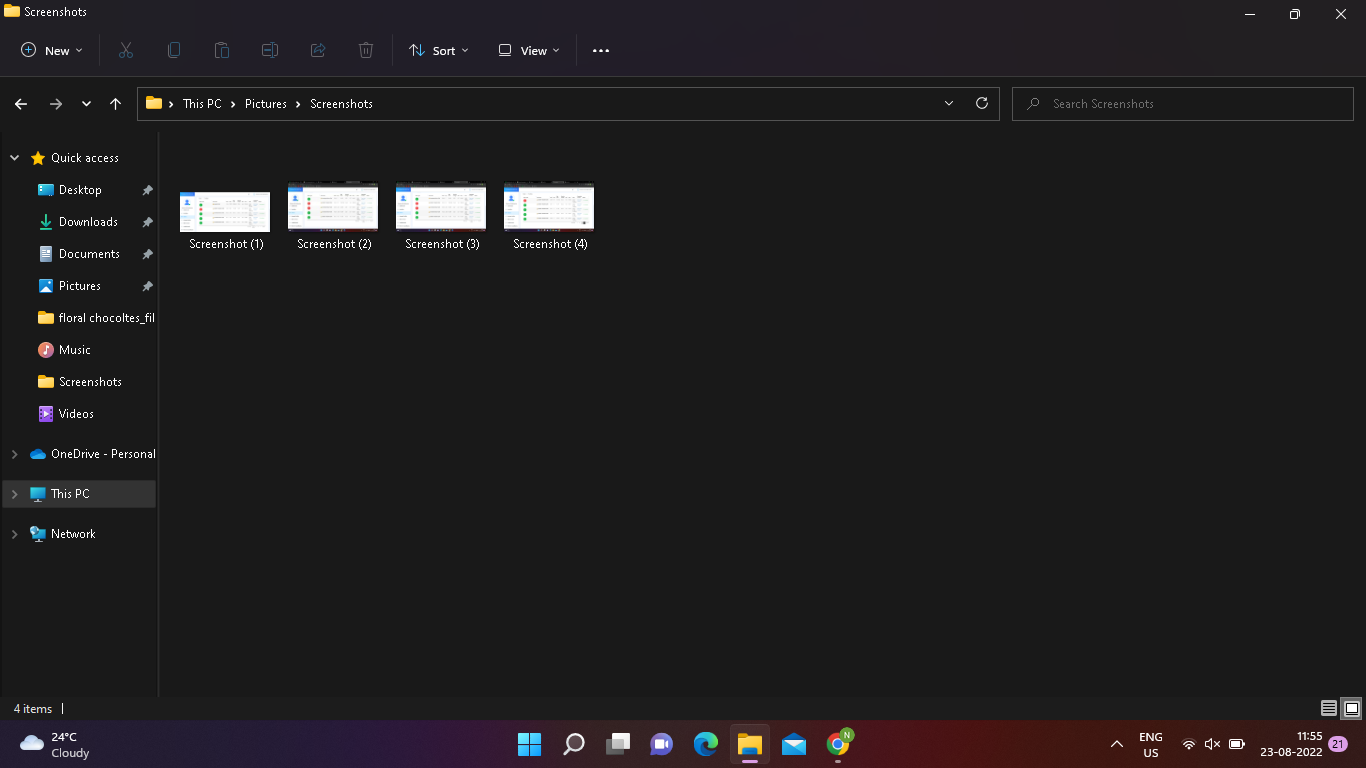 Screenshots
New
Sort
View
This PC
Pictures
Screenshots
Search Screenshots
Quick access
Desktop
Downloads
Documents
Pictures
floral chocoltes_fil
Music
Screenshots
Videos
OneDrive - Personal
This PC
Network
Screenshot (1)
Screenshot (2)
Screenshot (3)
Screenshot (4)
4 items
24°C
Cloudy
N
ENG
US
11:55
23-08-2022
21